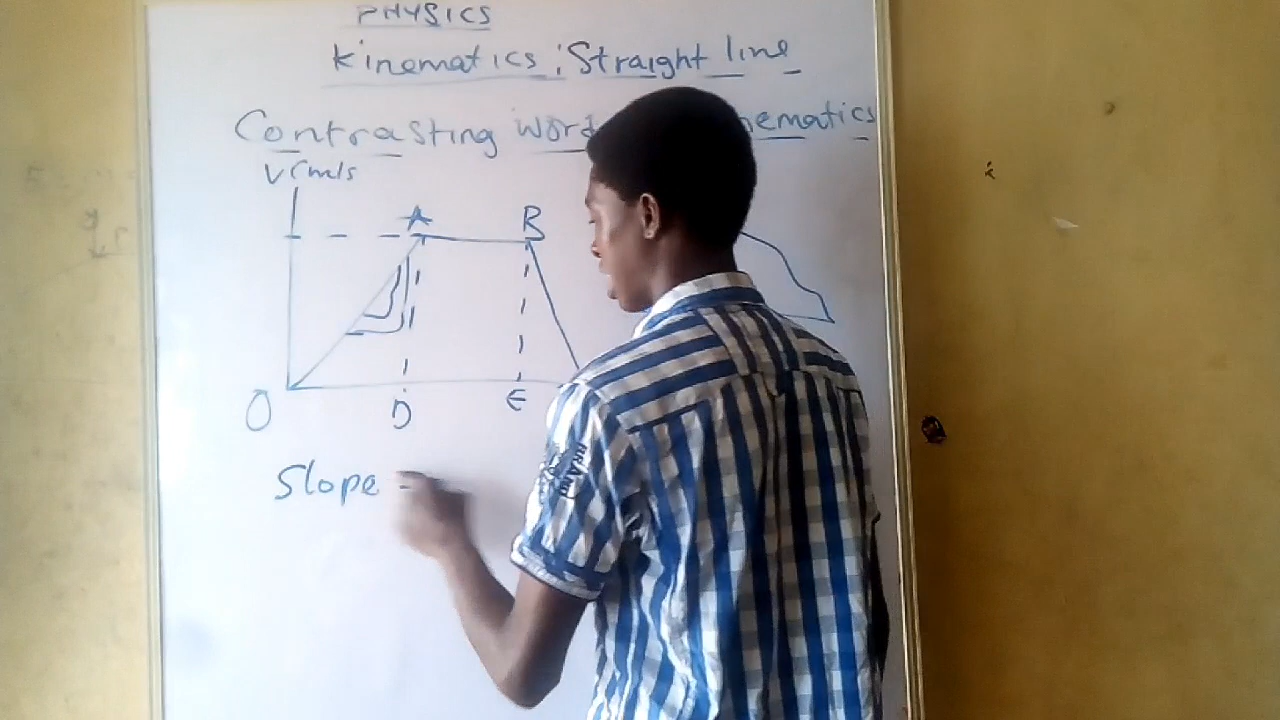 PHYSICS
Kinematics : Straight line
Contrasting
V(m/s
A B
O D E
Slope =